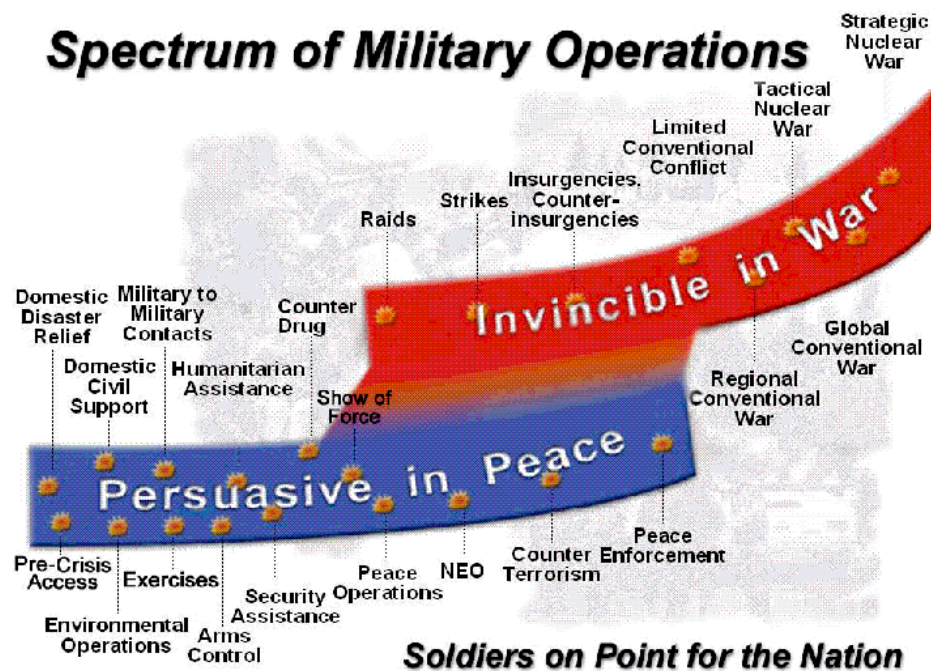 Spectrum of Military Operations
Strategic
Nuclear
War
Tactical
Nuclear
War
Limited
Conventional
Conflict
Insurgencies,
Counter-
insurgencies
Strikes
Raids
Counter
Drug
Military to
Military
Contacts
Domestic
Disaster
Relief
Domestic
Civil
Support
Humanitarian
Assistance
Show of
Force
Invincible in War
Global
Conventional
War
Regional
Conventional
War
Persuasive in Peace
Pre-Crisis
Access
Environmental
Operations
Exercises
Arms
Control
Security
Assistance
Peace
Operations
NEO
Counter
Terrorism
Peace
Enforcement
Soldiers on Point for the Nation